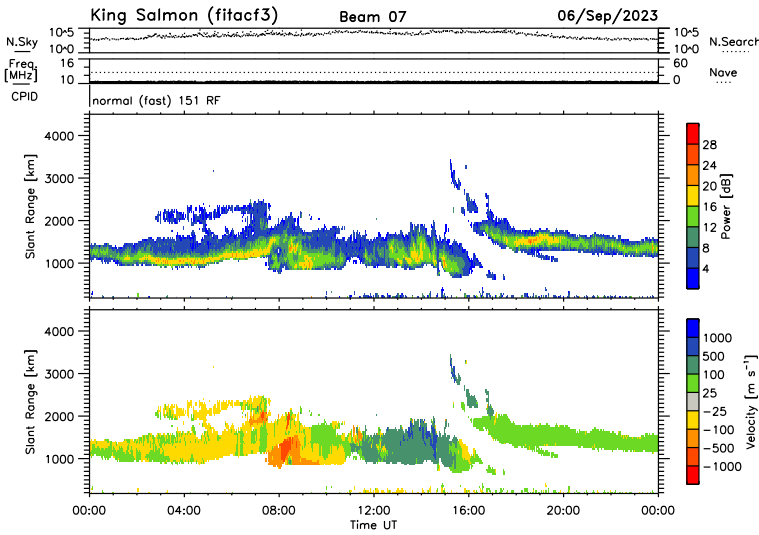 King Salmon (fitacf3) Beam 07 06/Sep/2023
N.Sky 10^5 10^0 10^5 10^0 N.Search
Freq. [MHz] 16 10 60 0 Nave
CPID normal (fast) 151 RF
Slant Range [km] 4000 3000 2000 1000
Power [dB] 28 24 20 16 12 8 4
Slant Range [km] 4000 3000 2000 1000
Velocity [m s⁻¹] 1000 500 100 25 −25 −100 −500 −1000
00:00 04:00 08:00 12:00 16:00 20:00 00:00
Time UT